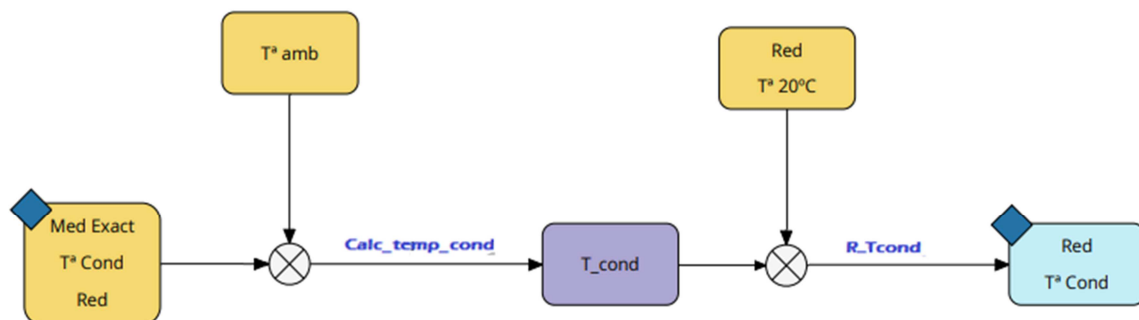 Tª amb
Red
Tª 20ºC
Med Exact
Tª Cond
Red
Calc_temp_cond
T_cond
R_Tcond
Red
Tª Cond